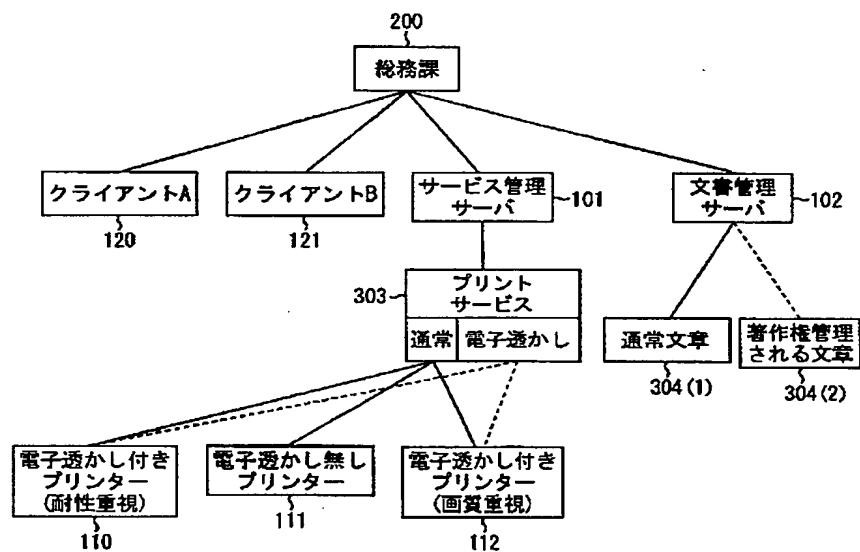 200
総務課
クライアントA
クライアントB
サービス管理
サーバ
101
文審管理
サーバ
102
120
121
303
プリント
サービス
通常
電子透かし
通常文章
著作権管理
される文章
304(1)
304(2)
電子透かし付き
プリンター
(耐性重視)
電子透かし無し
プリンター
電子透かし付き
プリンター
(画質重視)
110
111
112